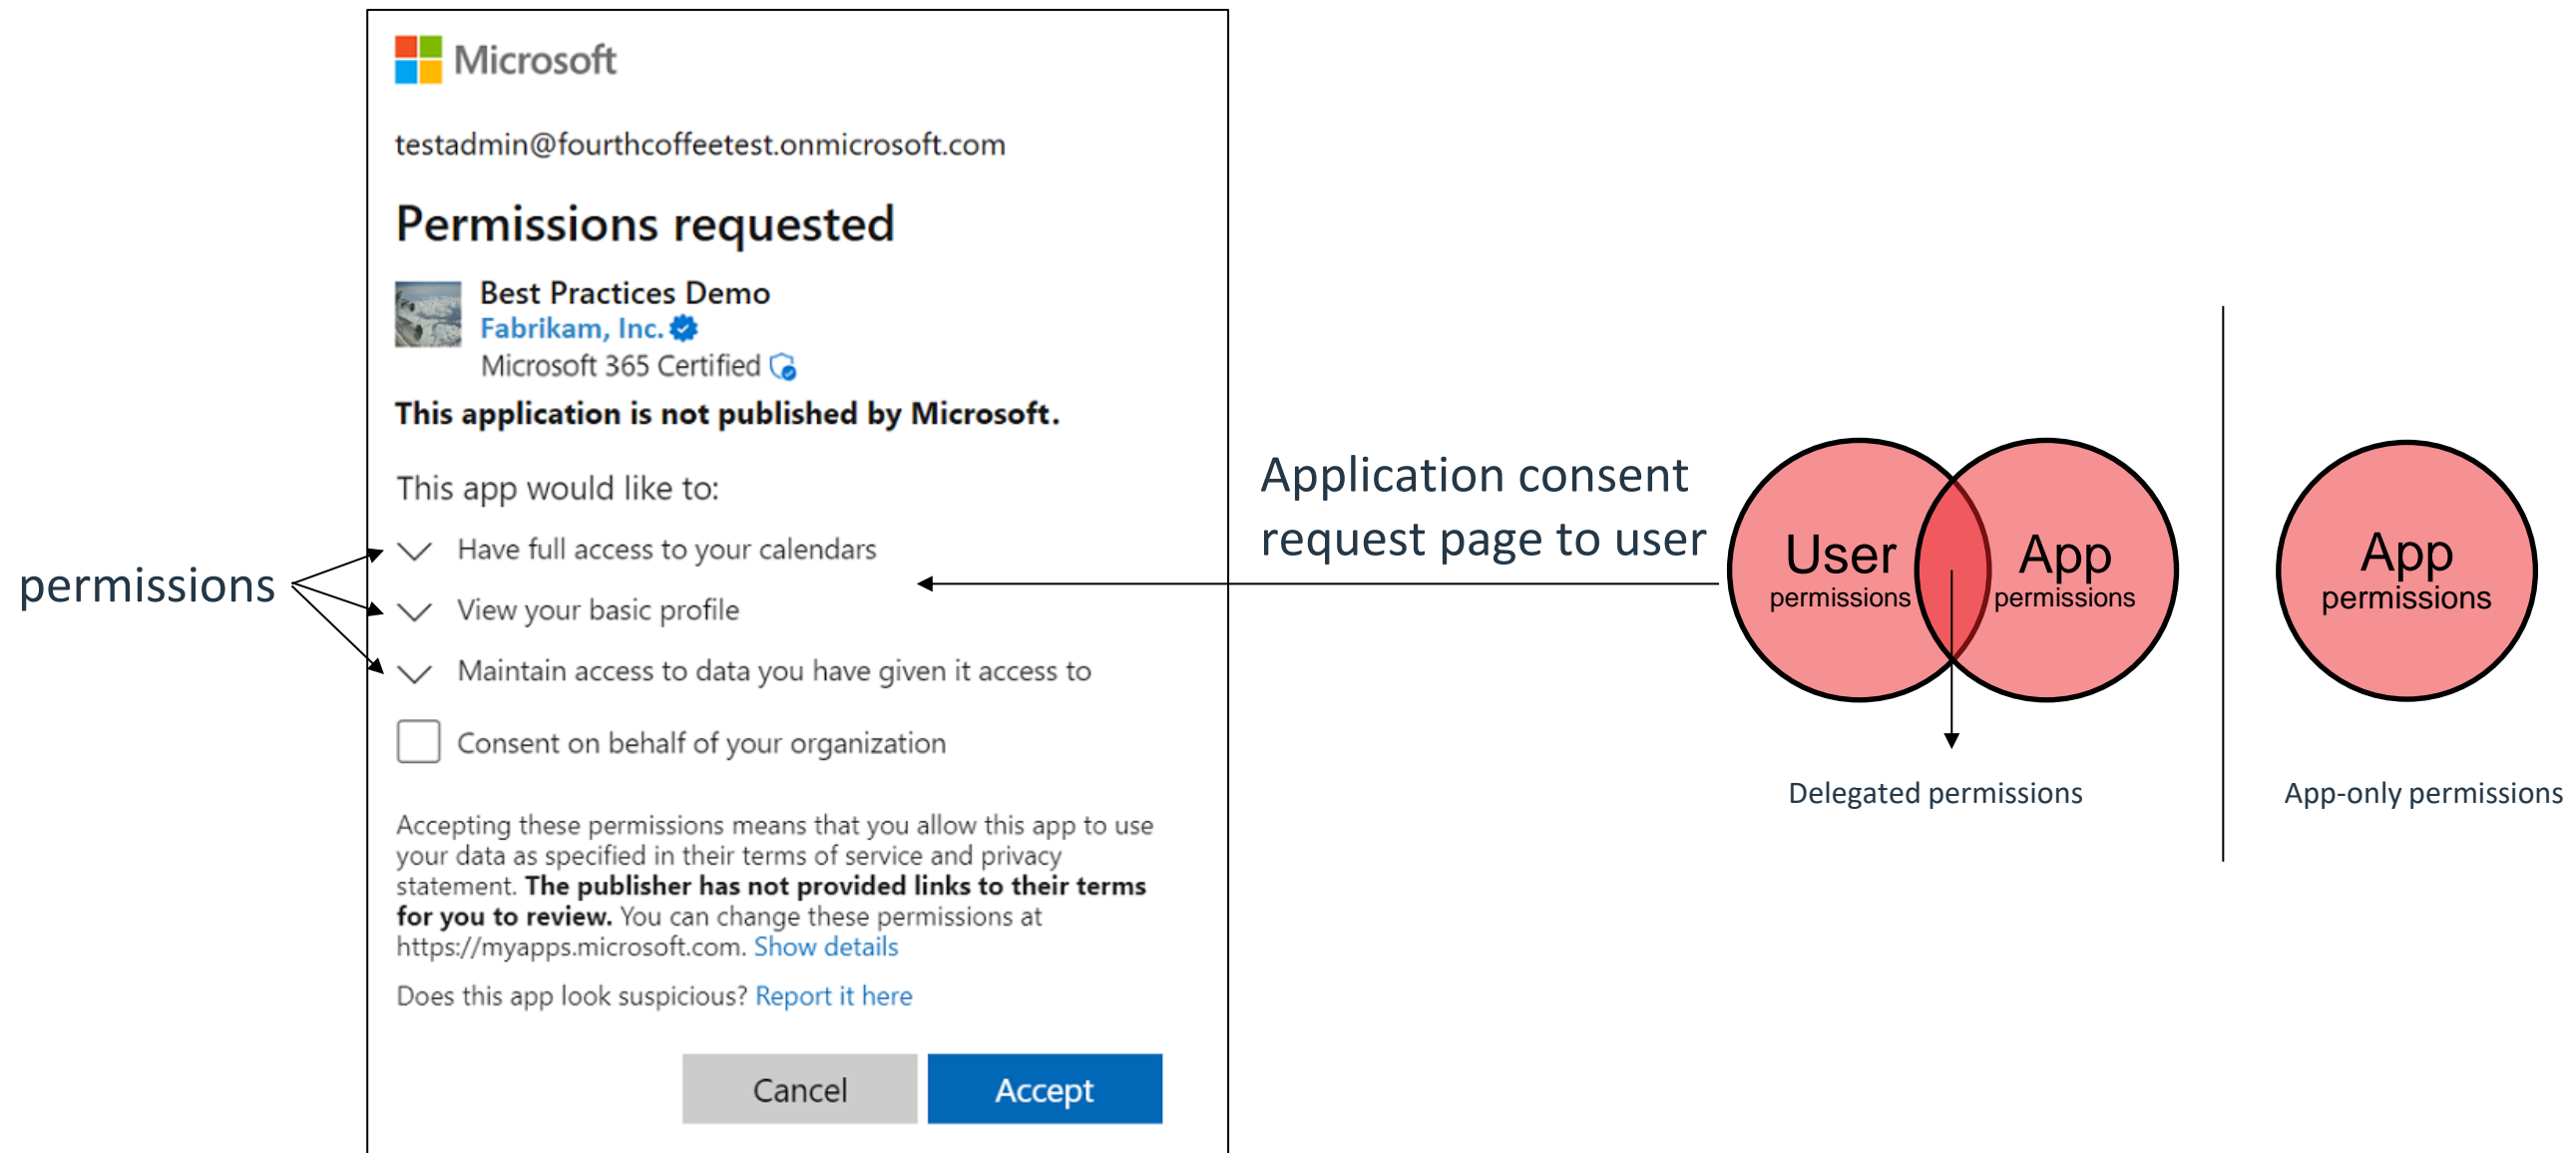 Microsoft
testadmin@fourthcoffeetest.onmicrosoft.com
Permissions requested
Best Practices Demo
Fabrikam, Inc.
Microsoft 365 Certified
This application is not published by Microsoft.
This app would like to:
Have full access to your calendars
View your basic profile
Maintain access to data you have given it access to
Consent on behalf of your organization
Accepting these permissions means that you allow this app to use
your data as specified in their terms of service and privacy
statement. The publisher has not provided links to their terms
for you to review. You can change these permissions at
https://myapps.microsoft.com. Show details
Does this app look suspicious? Report it here
Cancel
Accept
permissions
Application consent
request page to user
User
permissions
App
permissions
Delegated permissions
App
permissions
App-only permissions